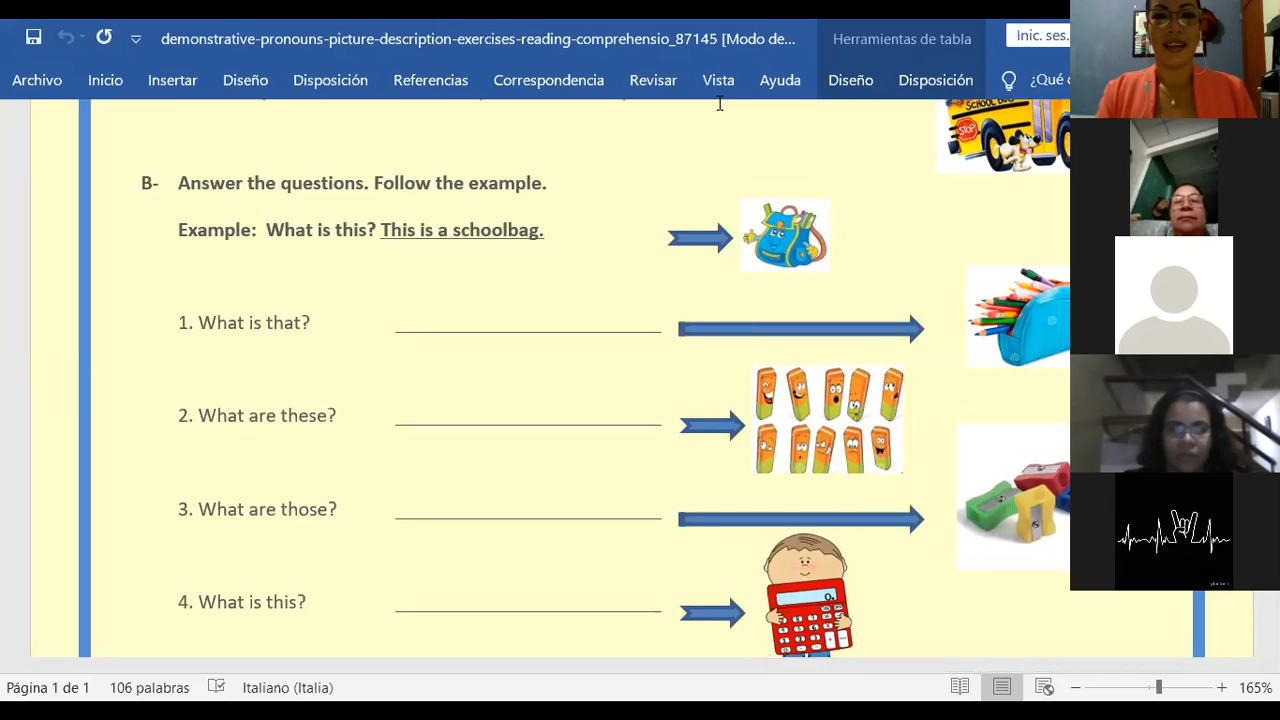 demonstrative-pronouns-picture-description-exercises-reading-comprehensio_87145 [Modo de...
Herramientas de tabla
Inic. ses.
Archivo Inicio Insertar Diseño Disposición Referencias Correspondencia Revisar Vista Ayuda Diseño Disposición ¿Qué
SCHOOL BUS
STOP
B- Answer the questions. Follow the example.
Example: What is this? This is a schoolbag.
1. What is that?
2. What are these?
3. What are those?
4. What is this?
Página 1 de 1 106 palabras Italiano (Italia) 165%